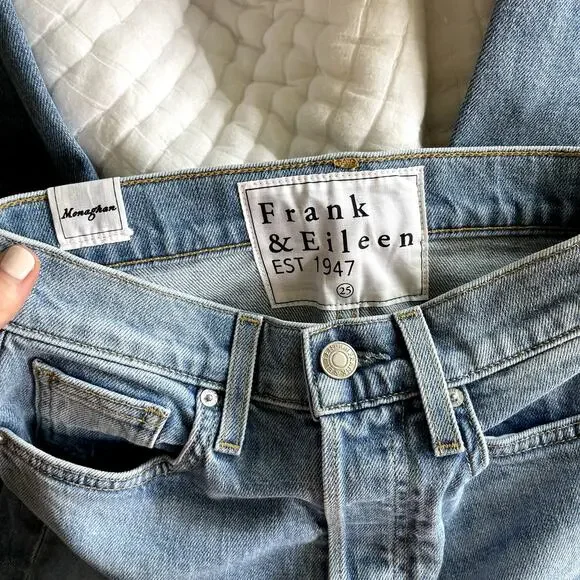 Monaghan
Frank
& Eileen
EST 1947
25